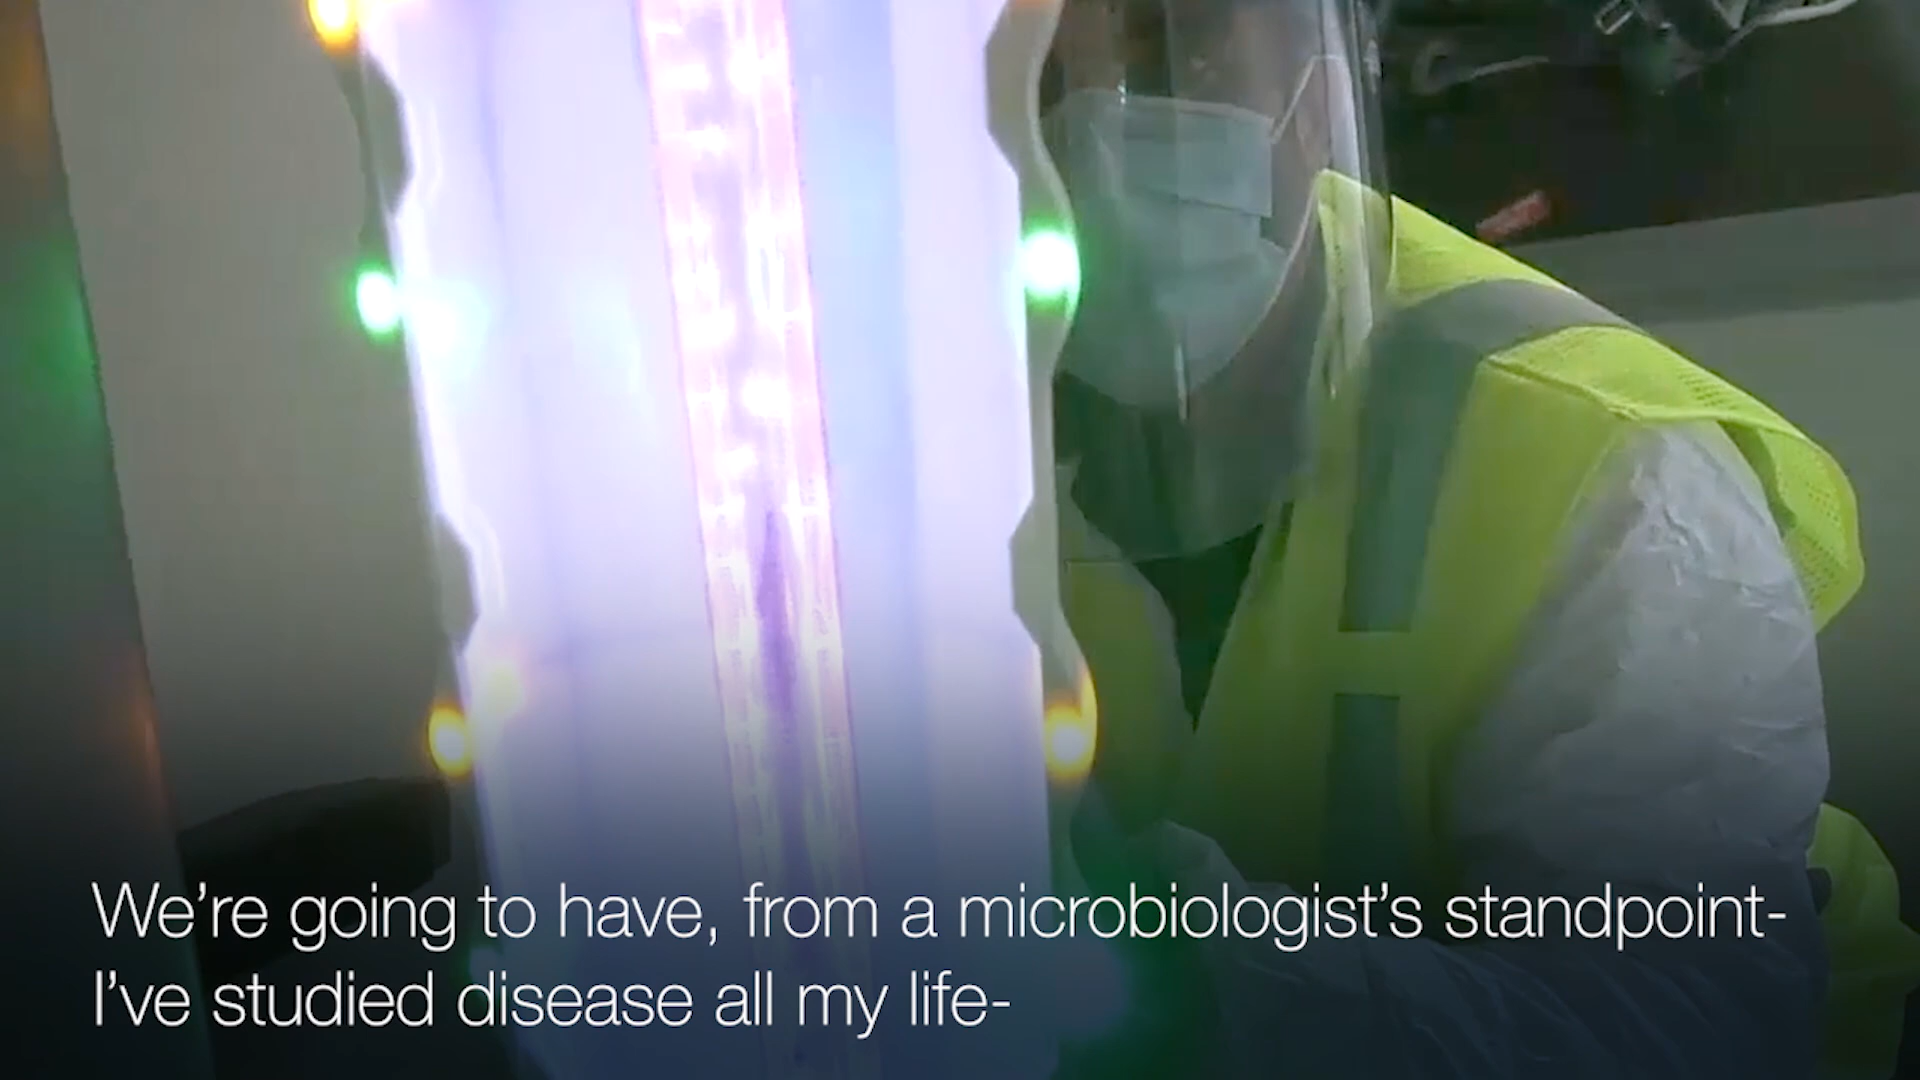 We're going to have, from a microbiologist's standpoint-
I've studied disease all my life-